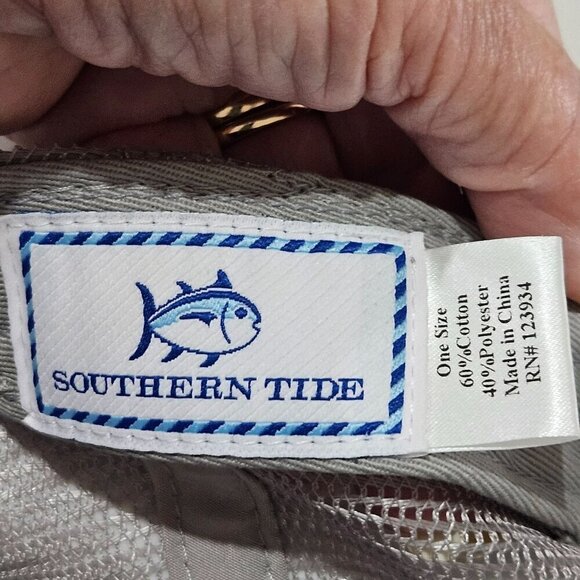 SOUTHERN TIDE
One Size
60%Cotton
40%Polyester
Made in China
RN# 123934